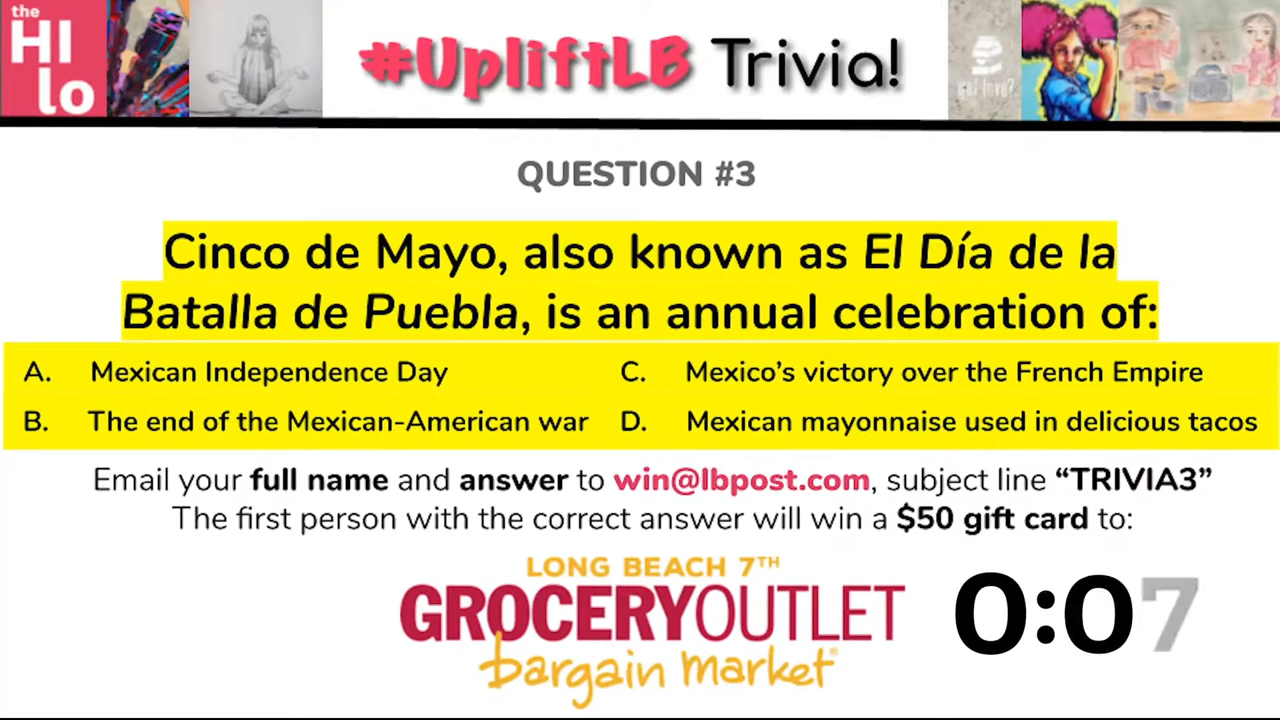 the
HI
lo
#UpliftLB Trivia!
got love?
QUESTION #3
Cinco de Mayo, also known as El Día de la
Batalla de Puebla, is an annual celebration of:
A. Mexican Independence Day
C. Mexico’s victory over the French Empire
B. The end of the Mexican-American war
D. Mexican mayonnaise used in delicious tacos
Email your full name and answer to win@lbpost.com, subject line “TRIVIA3”
The first person with the correct answer will win a $50 gift card to:
LONG BEACH 7TH
GROCERYOUTLET
bargain market®
0:07